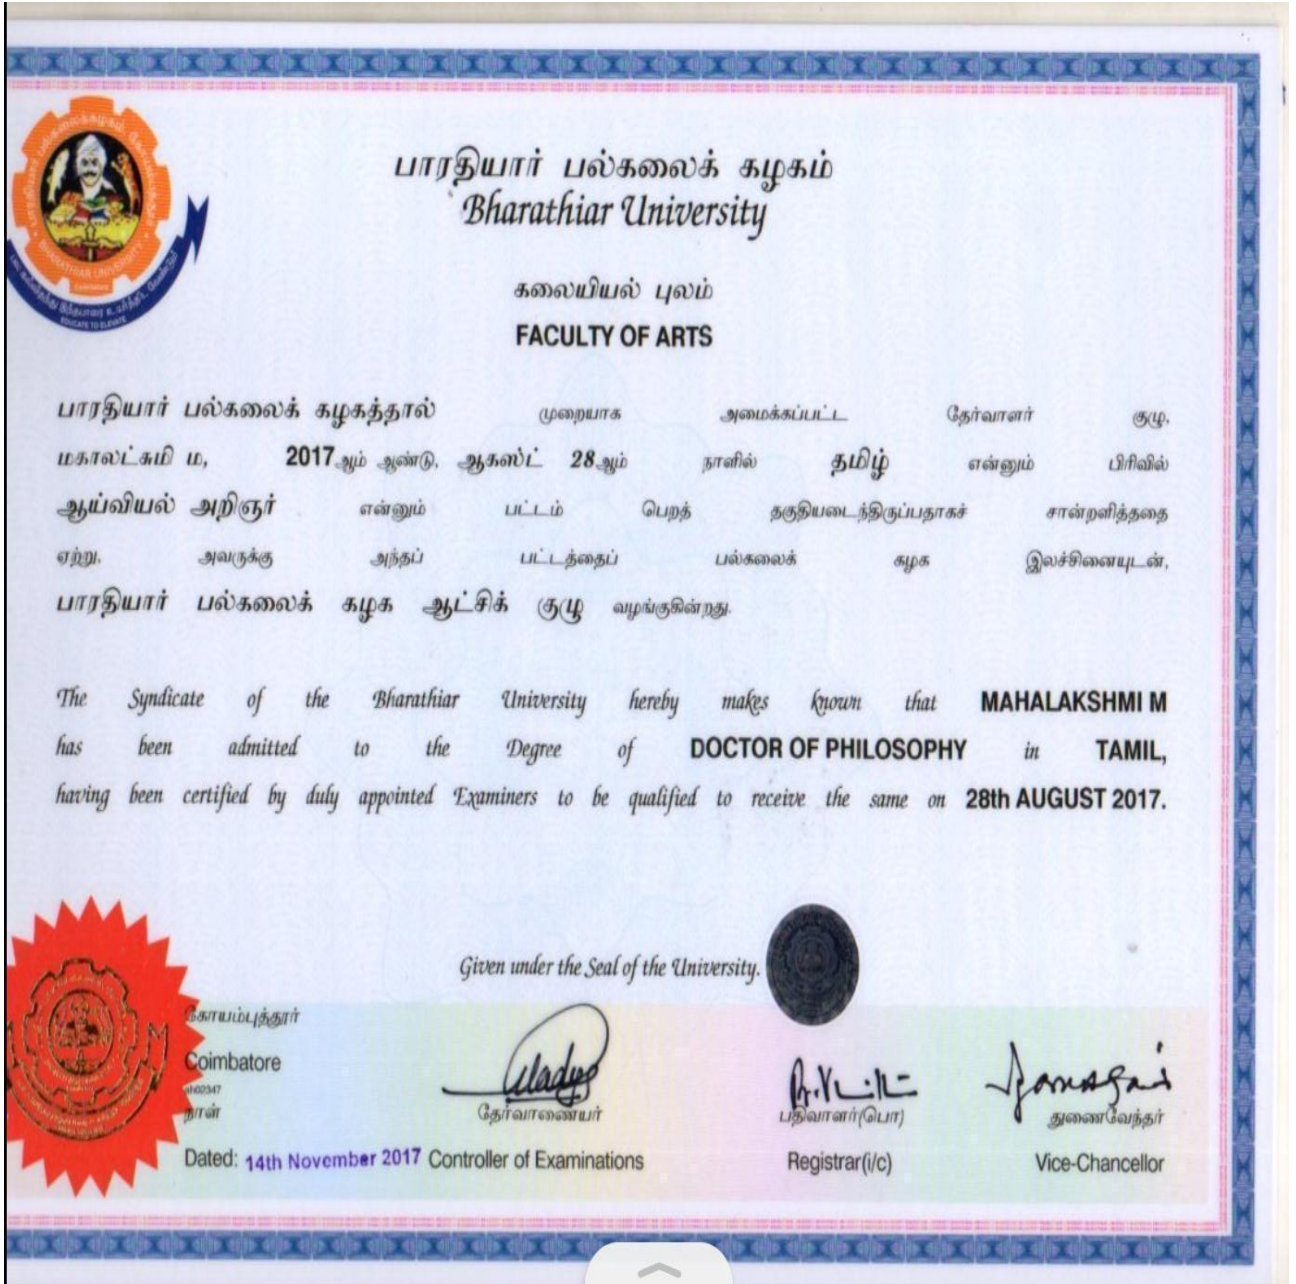 பாரதியார் பல்கலைக் கழகம்
Bharathiar University
கலையியல் புலம்
FACULTY OF ARTS
பாரதியார் பல்கலைக் கழகத்தால் முறையாக அமைக்கப்பட்ட தேர்வாளர் குழு,
மகாலட்சுமி ம, 2017ஆம் ஆண்டு, ஆகஸ்ட் 28ஆம் நாளில் தமிழ் என்னும் பிரிவில்
ஆய்வியல் அறிஞர் என்னும் பட்டம் பெறத் தகுதியடைந்திருப்பதாகச் சான்றளித்ததை
ஏற்று, அவருக்கு அந்தப் பட்டத்தைப் பல்கலைக் கழக இலச்சினையுடன்,
பாரதியார் பல்கலைக் கழக ஆட்சிக் குழு வழங்குகின்றது.
The Syndicate of the Bharathiar University hereby makes known that MAHALAKSHMI M
has been admitted to the Degree of DOCTOR OF PHILOSOPHY in TAMIL,
having been certified by duly appointed Examiners to be qualified to receive the same on 28th AUGUST 2017.
Given under the Seal of the University.
BHARATHIAR UNIVERSITY
EDUCATE TO ELEVATE
கோயம்புத்தூர்
Coimbatore
நாள்
தேர்வாணையர்
பதிவாளர்(பொ)
துணைவேந்தர்
Dated: 14th November 2017 Controller of Examinations Registrar(i/c) Vice-Chancellor